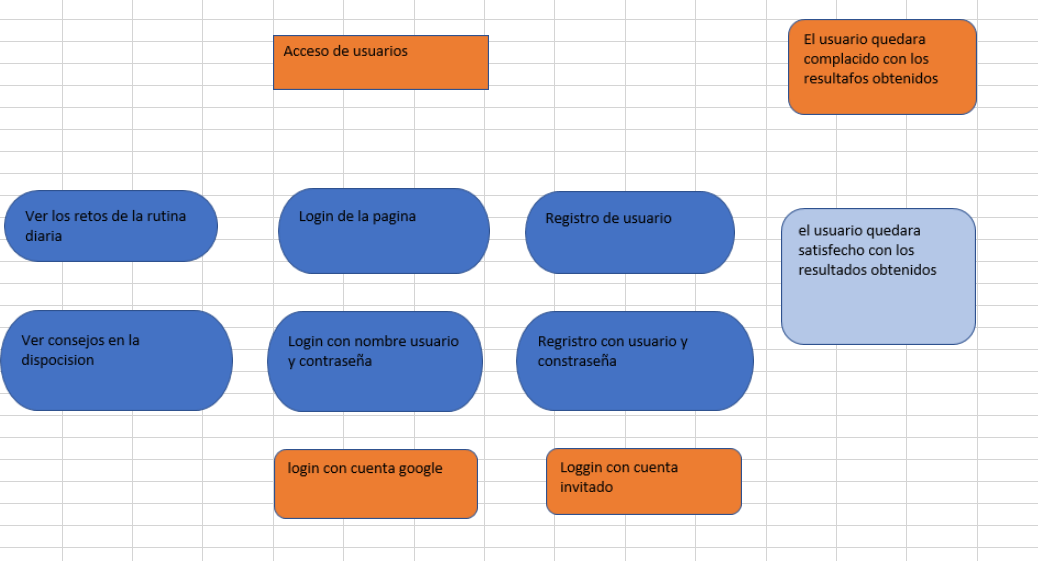 Acceso de usuarios
El usuario quedara
complacido con los
resultafos obtenidos
Ver los retos de la rutina
diaria
Login de la pagina
Registro de usuario
el usuario quedara
satisfecho con los
resultados obtenidos
Ver consejos en la
dispocision
Login con nombre usuario
y contraseña
Regristro con usuario y
constraseña
login con cuenta google
Loggin con cuenta
invitado